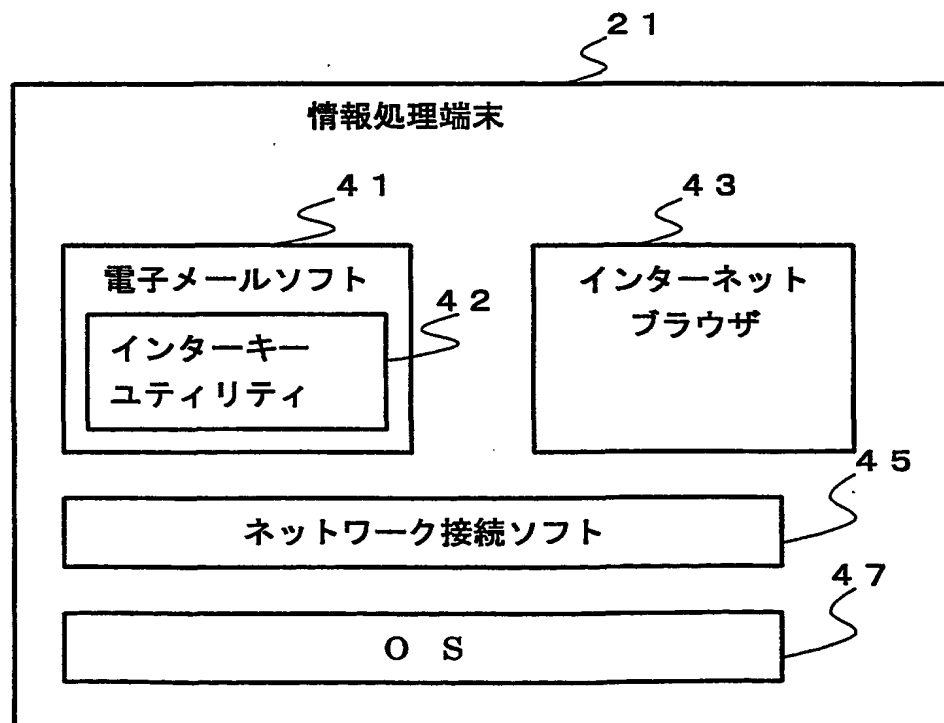 ２１
情報処理端末
４１
４３
電子メールソフト
４２
インターキー
ユティリティ
インターネット
ブラウザ
４５
ネットワーク接続ソフト
４７
ＯＳ